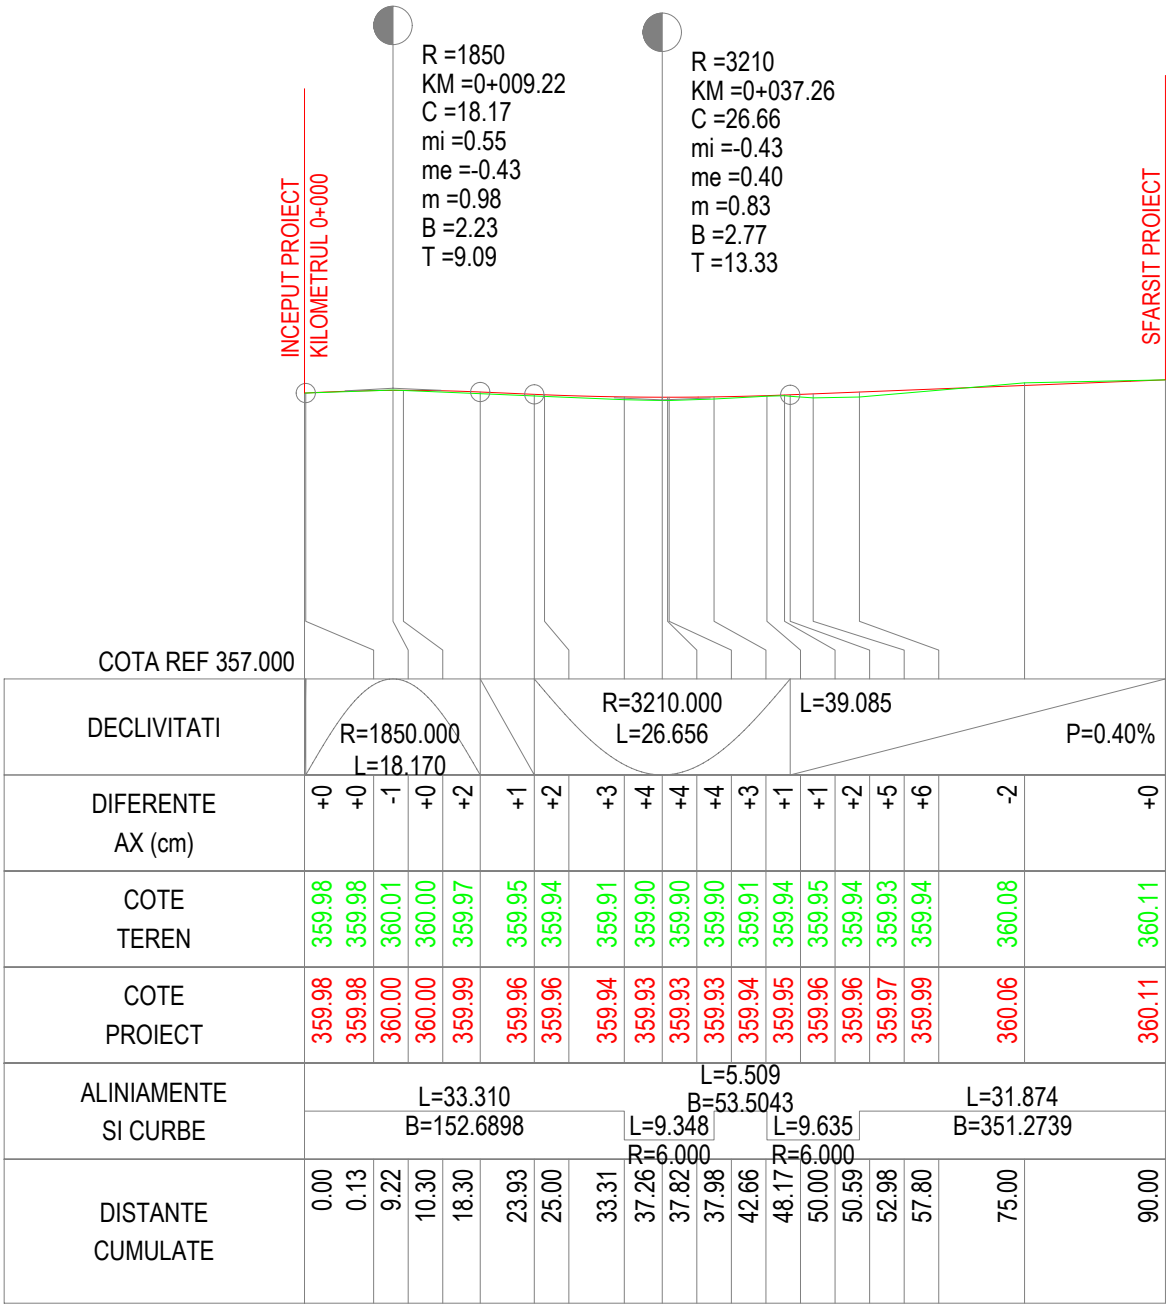 R =1850
KM =0+009.22
C =18.17
mi =0.55
me =-0.43
m =0.98
B =2.23
T =9.09
R =3210
KM =0+037.26
C =26.66
mi =-0.43
me =0.40
m =0.83
B =2.77
T =13.33
INCEPUT PROIECT
KILOMETRUL 0+000
SFARSIT PROIECT
COTA REF 357.000
DECLIVITATI
R=1850.000
L=18.170
R=3210.000
L=26.656
L=39.085
P=0.40%
DIFERENTE
AX (cm)
+0 +0 -1 +0 +2 +1 +2 +3 +4 +4 +4 +3 +1 +1 +2 +5 +6 -2 +0
COTE
TEREN
359.98 359.98 360.01 360.00 359.97 359.95 359.94 359.91 359.90 359.90 359.90 359.91 359.94 359.95 359.94 359.93 359.94 360.08 360.11
COTE
PROIECT
359.98 359.98 360.00 360.00 359.99 359.96 359.96 359.94 359.93 359.93 359.93 359.94 359.95 359.96 359.96 359.97 359.99 360.06 360.11
ALINIAMENTE
SI CURBE
L=33.310
B=152.6898
L=9.348
R=6.000
L=5.509
B=53.5043
L=9.635
R=6.000
L=31.874
B=351.2739
DISTANTE
CUMULATE
0.00 0.13 9.22 10.30 18.30 23.93 25.00 33.31 37.26 37.82 37.98 42.66 48.17 50.00 50.59 52.98 57.80 75.00 90.00